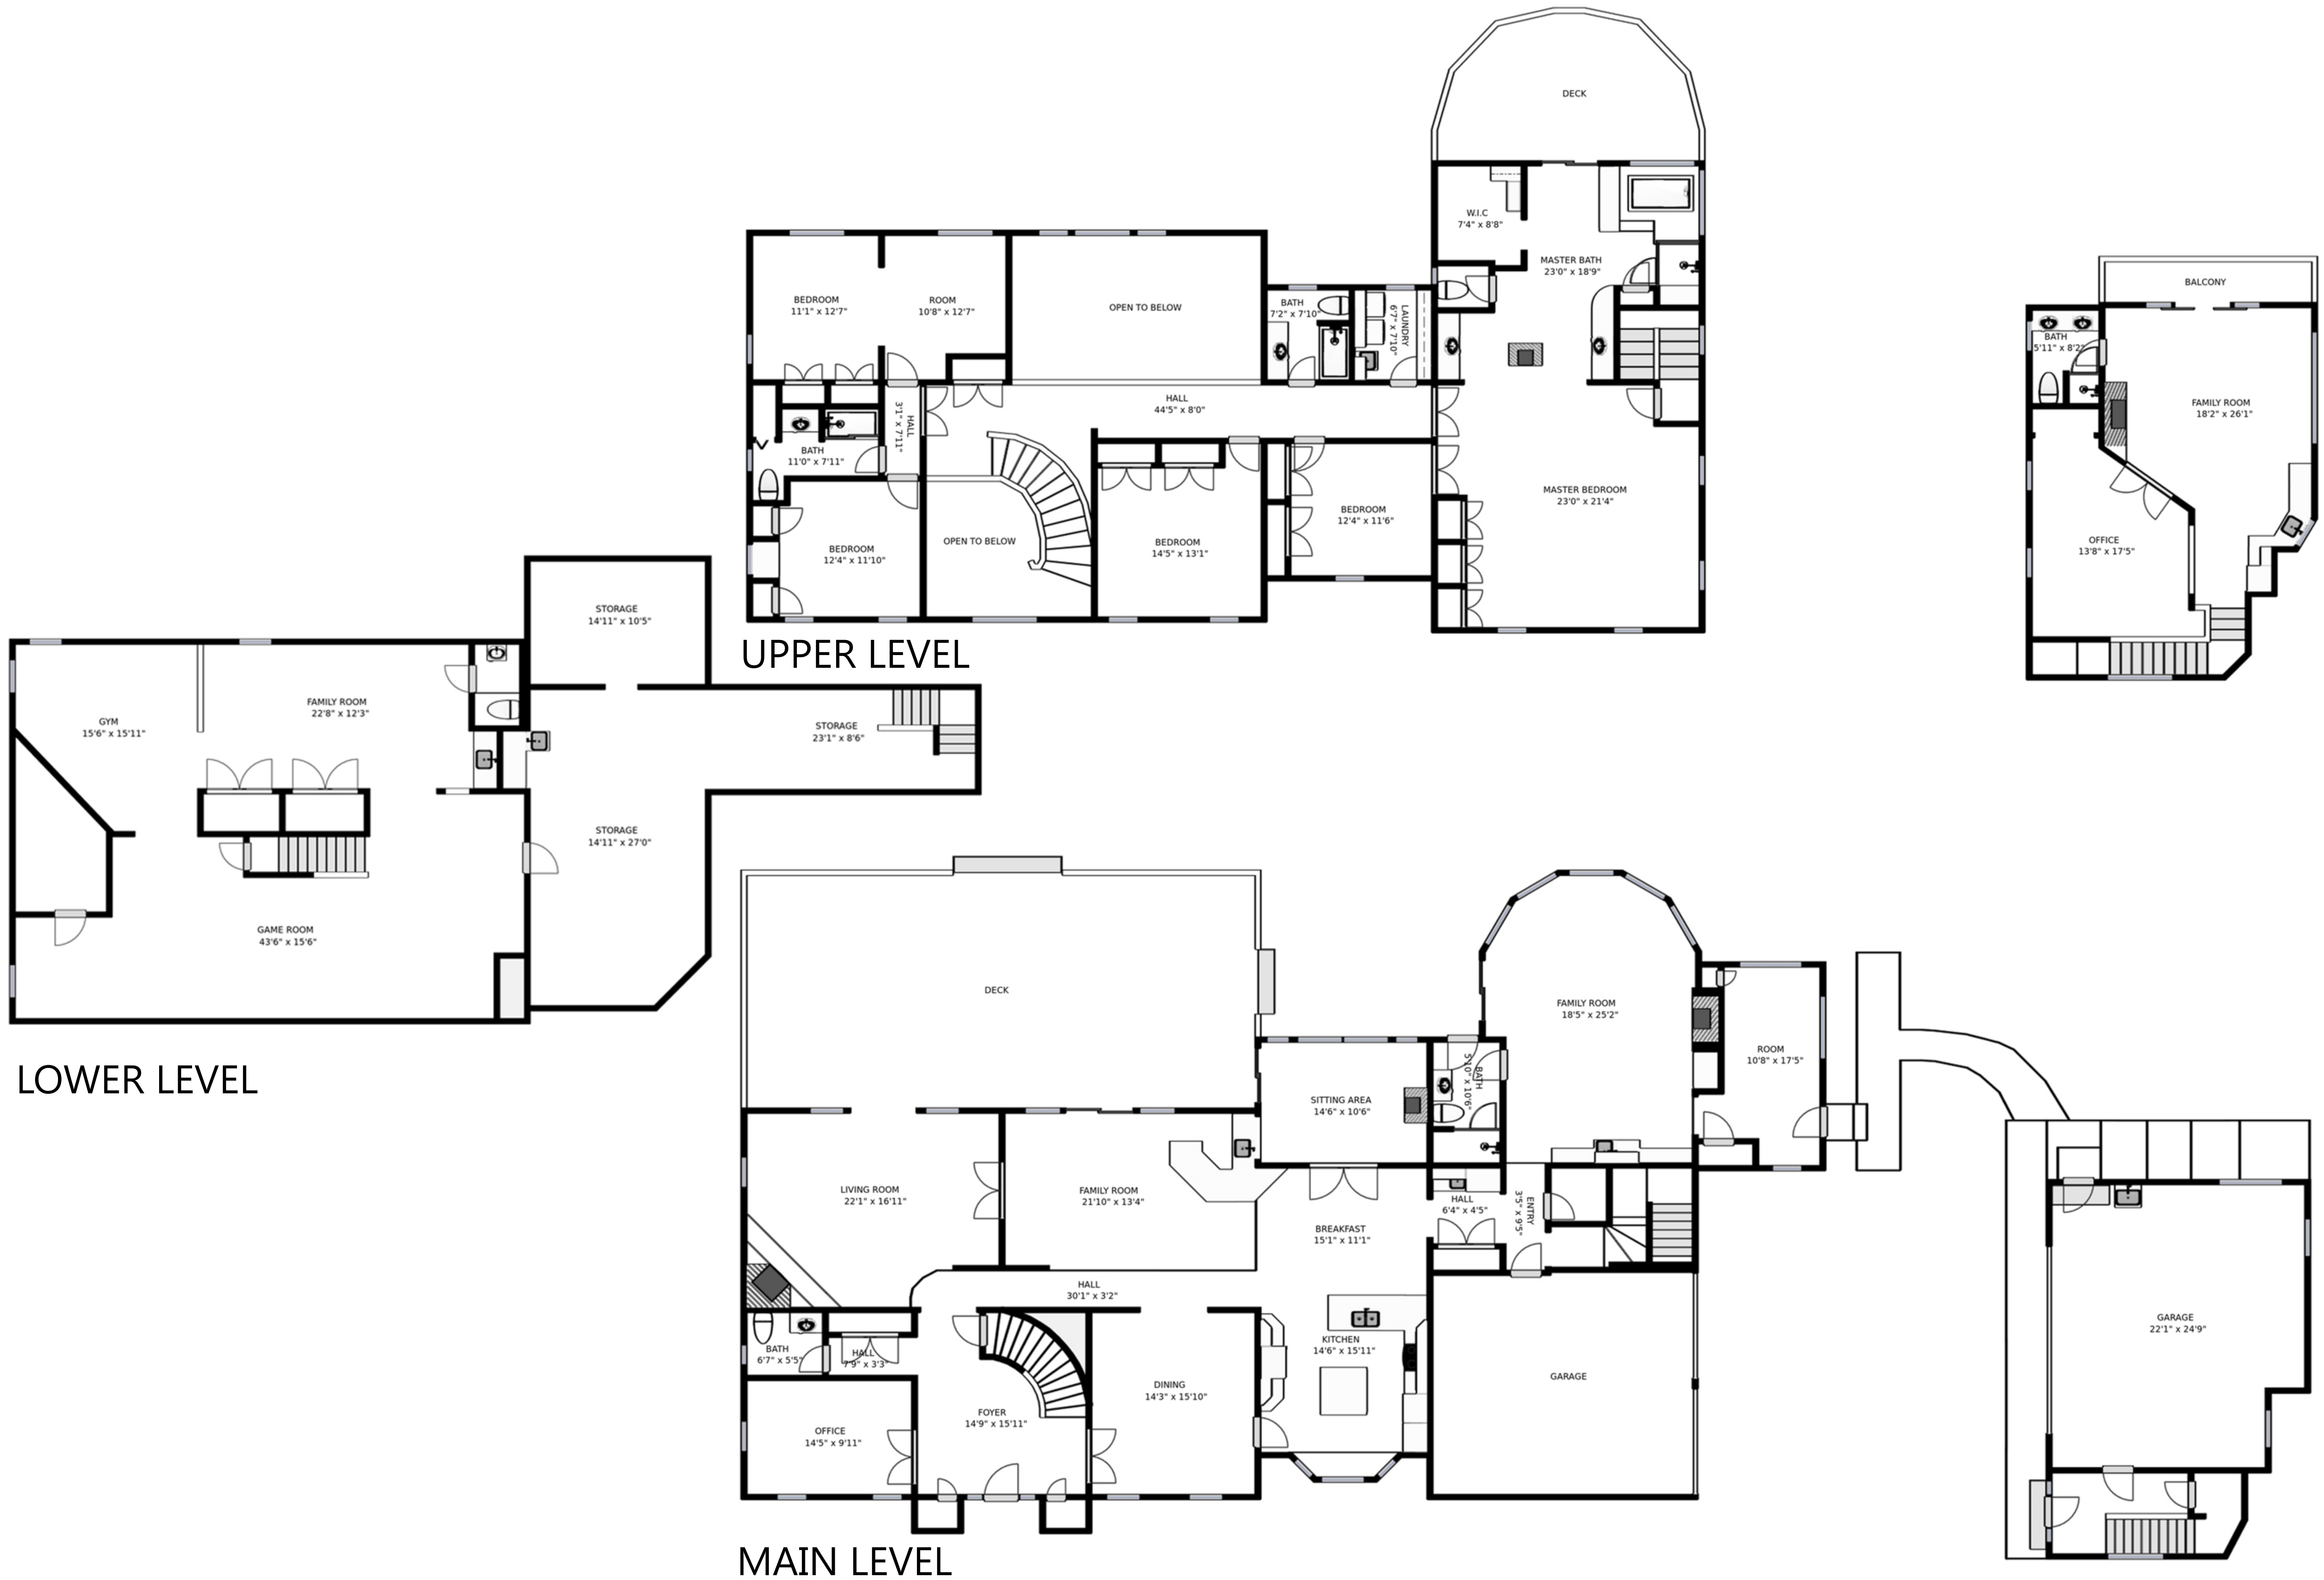 DECK
W.I.C
7'4" x 8'8"
MASTER BATH
23'0" x 18'9"
BEDROOM
11'1" x 12'7"
ROOM
10'8" x 12'7"
OPEN TO BELOW
BATH
7'2" x 7'10"
LAUNDRY
6'7" x 7'10"
HALL
44'5" x 8'0"
HALL
3'1" x 7'11"
BATH
11'0" x 7'11"
MASTER BEDROOM
23'0" x 21'4"
BEDROOM
12'4" x 11'6"
BEDROOM
12'4" x 11'10"
OPEN TO BELOW
BEDROOM
14'5" x 13'1"
UPPER LEVEL
BALCONY
BATH
5'11" x 8'2"
FAMILY ROOM
18'2" x 26'1"
OFFICE
13'8" x 17'5"
STORAGE
14'11" x 10'5"
GYM
15'6" x 15'11"
FAMILY ROOM
22'8" x 12'3"
STORAGE
23'1" x 8'6"
STORAGE
14'11" x 27'0"
GAME ROOM
43'6" x 15'6"
LOWER LEVEL
DECK
FAMILY ROOM
18'5" x 25'2"
ROOM
10'8" x 17'5"
SITTING AREA
14'6" x 10'6"
BATH
5'10" x 10'6"
LIVING ROOM
22'1" x 16'11"
FAMILY ROOM
21'10" x 13'4"
BREAKFAST
15'1" x 11'1"
HALL
6'4" x 4'5"
ENTRY
3'5" x 9'5"
HALL
30'1" x 3'2"
BATH
6'7" x 5'5"
HALL
7'9" x 3'3"
KITCHEN
14'6" x 15'11"
DINING
14'3" x 15'10"
FOYER
14'9" x 15'11"
OFFICE
14'5" x 9'11"
GARAGE
GARAGE
22'1" x 24'9"
MAIN LEVEL